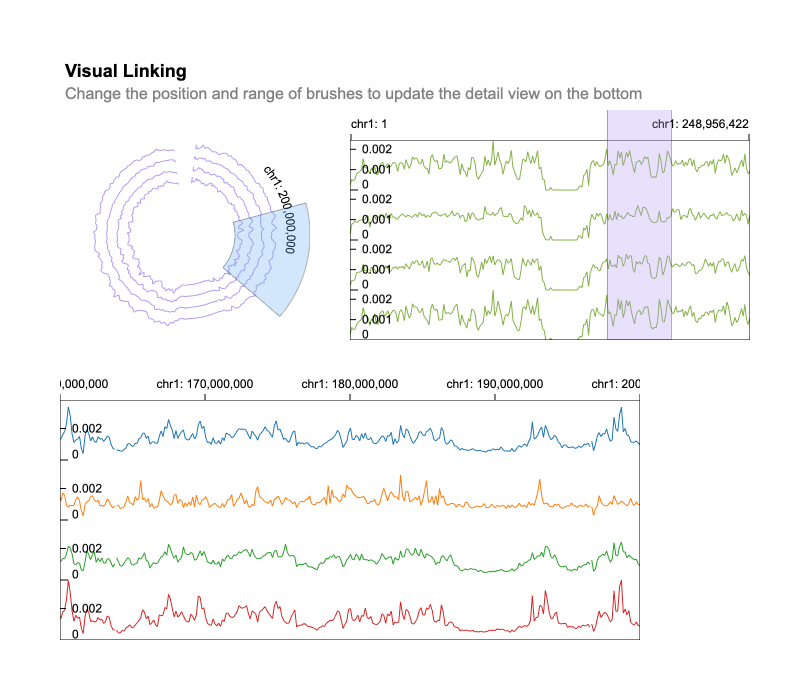 Visual Linking
Change the position and range of brushes to update the detail view on the bottom
chr1: 200,000,000
chr1: 1
chr1: 248,956,422
0.002
0.001
0
0.002
0.001
0
0.002
0.001
0
0.002
0.001
0
0,000,000
chr1: 170,000,000
chr1: 180,000,000
chr1: 190,000,000
chr1: 200
0.002
0
0.002
0
0.002
0
0.002
0